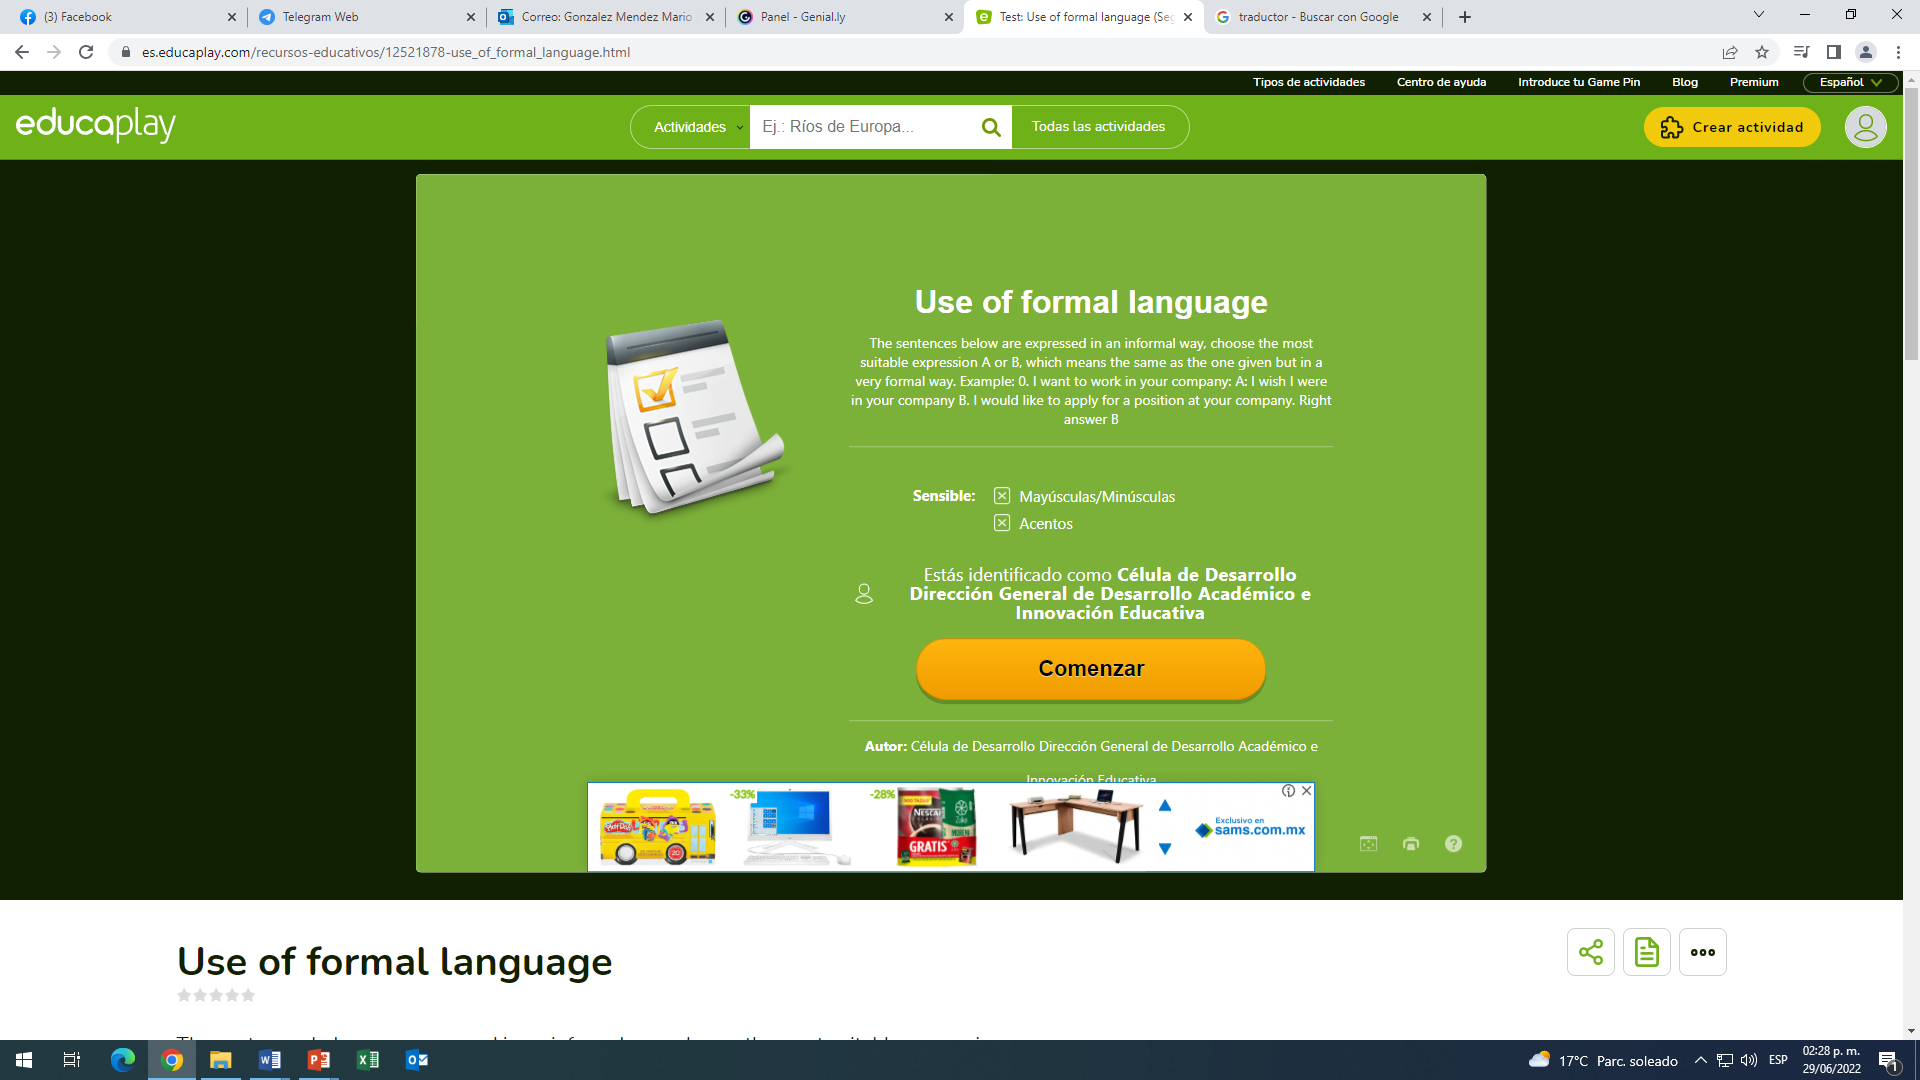 (3) Facebook
Telegram Web
Correo: Gonzalez Mendez Mario
Panel - Genial.ly
Test: Use of formal language (Seg
traductor - Buscar con Google
es.educaplay.com/recursos-educativos/12521878-use_of_formal_language.html
Tipos de actividades
Centro de ayuda
Introduce tu Game Pin
Blog
Premium
Español
educaplay
Actividades
Ej.: Ríos de Europa...
Todas las actividades
Crear actividad
Use of formal language
The sentences below are expressed in an informal way, choose the most
suitable expression A or B, which means the same as the one given but in a
very formal way. Example: 0. I want to work in your company: A: I wish I were
in your company B. I would like to apply for a position at your company. Right
answer B
Sensible:
Mayúsculas/Minúsculas
Acentos
Estás identificado como Célula de Desarrollo
Dirección General de Desarrollo Académico e
Innovación Educativa
Comenzar
Autor: Célula de Desarrollo Dirección General de Desarrollo Académico e
Innovación Educativa
Play-Doh
20
-33%
-28%
NESCAFÉ
GRATIS
Exclusivo en
sams.com.mx
Use of formal language
17°C Parc. soleado
ESP
02:28 p. m.
29/06/2022
1